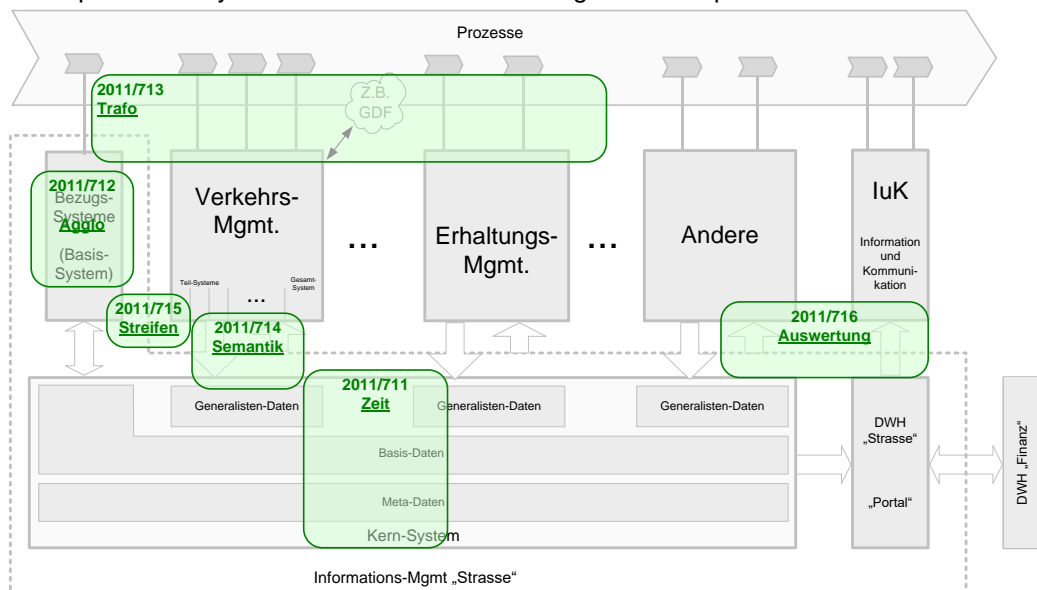 Prozesse
2011/713
Trafo
Z.B.
GDF
2011/712
Bezugs-
Systeme
Agglo
(Basis-
System)
Verkehrs-
Mgmt.
Teil-Systeme
...
Gesamt-
System
...
Erhaltungs-
Mgmt.
...
Andere
IuK
Information
und
Kommuni-
kation
2011/715
Streifen
2011/714
Semantik
2011/716
Auswertung
2011/711
Zeit
Generalisten-Daten
Generalisten-Daten
Generalisten-Daten
Basis-Daten
Meta-Daten
Kern-System
DWH
„Strasse“
„Portal“
DWH „Finanz“
Informations-Mgmt „Strasse“